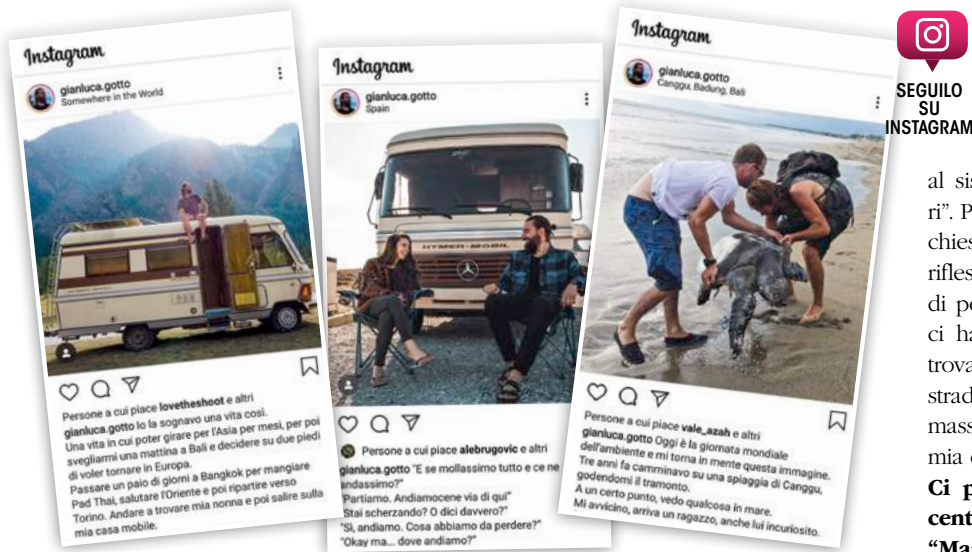 Instagram
gianluca.gotto
Somewhere in the World
Persone a cui piace lovetheshoot e altri
gianluca.gotto Io la sognavo una vita così.
Una vita in cui poter girare per l'Asia per mesi, per poi
svegliarmi una mattina a Bali e decidere su due piedi
di voler tornare in Europa.
Passare un paio di giorni a Bangkok per mangiare
Pad Thai, salutare l'Oriente e poi ripartire verso
Torino. Andare a trovare mia nonna e poi salire sulla
mia casa mobile.
Instagram
gianluca.gotto
Spain
HYMER-MOBIL
Persone a cui piace alebrugovic e altri
gianluca.gotto "E se mollassimo tutto e ce ne
andassimo?"
"Partiamo. Andiamocene via di qui"
"Stai scherzando? O dici davvero?"
"Sì, andiamo. Cosa abbiamo da perdere?"
"Okay ma... dove andiamo?"
Instagram
gianluca.gotto
Canggu, Badung, Bali
Persone a cui piace vale_azah e altri
gianluca.gotto Oggi è la giornata mondiale
dell'ambiente e mi torna in mente questa immagine.
Tre anni fa camminavo su una spiaggia di Canggu,
godendomi il tramonto.
A un certo punto, vedo qualcosa in mare.
Mi avvicino, arriva un ragazzo, anche lui incuriosito.
SEGUILO
SU
INSTAGRAM
al sis
ri". P
chies
rifles
di pe
ci ha
trova
strad
mass
mia
Ci p
cent
"Mar